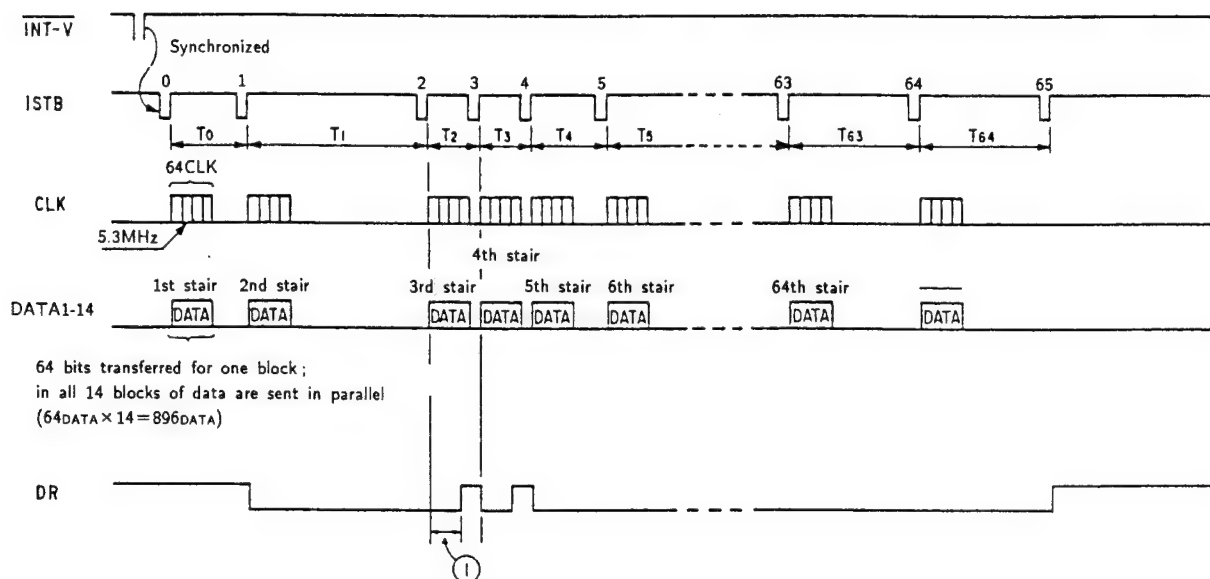 INT-V
Synchronized
0 1 2 3 4 5 63 64 65
ISTB
T0 T1 T2 T3 T4 T5 T63 T64
64CLK
CLK
5.3MHz
4th stair
1st stair 2nd stair 3rd stair 5th stair 6th stair 64th stair
DATA1-14
DATA DATA DATA DATA DATA DATA DATA DATA
64 bits transferred for one block;
in all 14 blocks of data are sent in parallel
(64DATA×14=896DATA)
DR
1